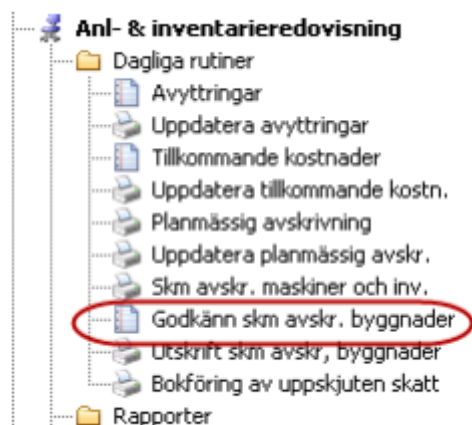 Anl- & inventarieredovisning
Dagliga rutiner
Avyttringar
Uppdatera avyttringar
Tillkommande kostnader
Uppdatera tillkommande kostn.
Planmässig avskrivning
Uppdatera planmässig avskr.
Skm avskr. maskiner och inv.
Godkänn skm avskr. byggnader
Utskrift skm avskr, byggnader
Bokföring av uppskjuten skatt
Rapporter